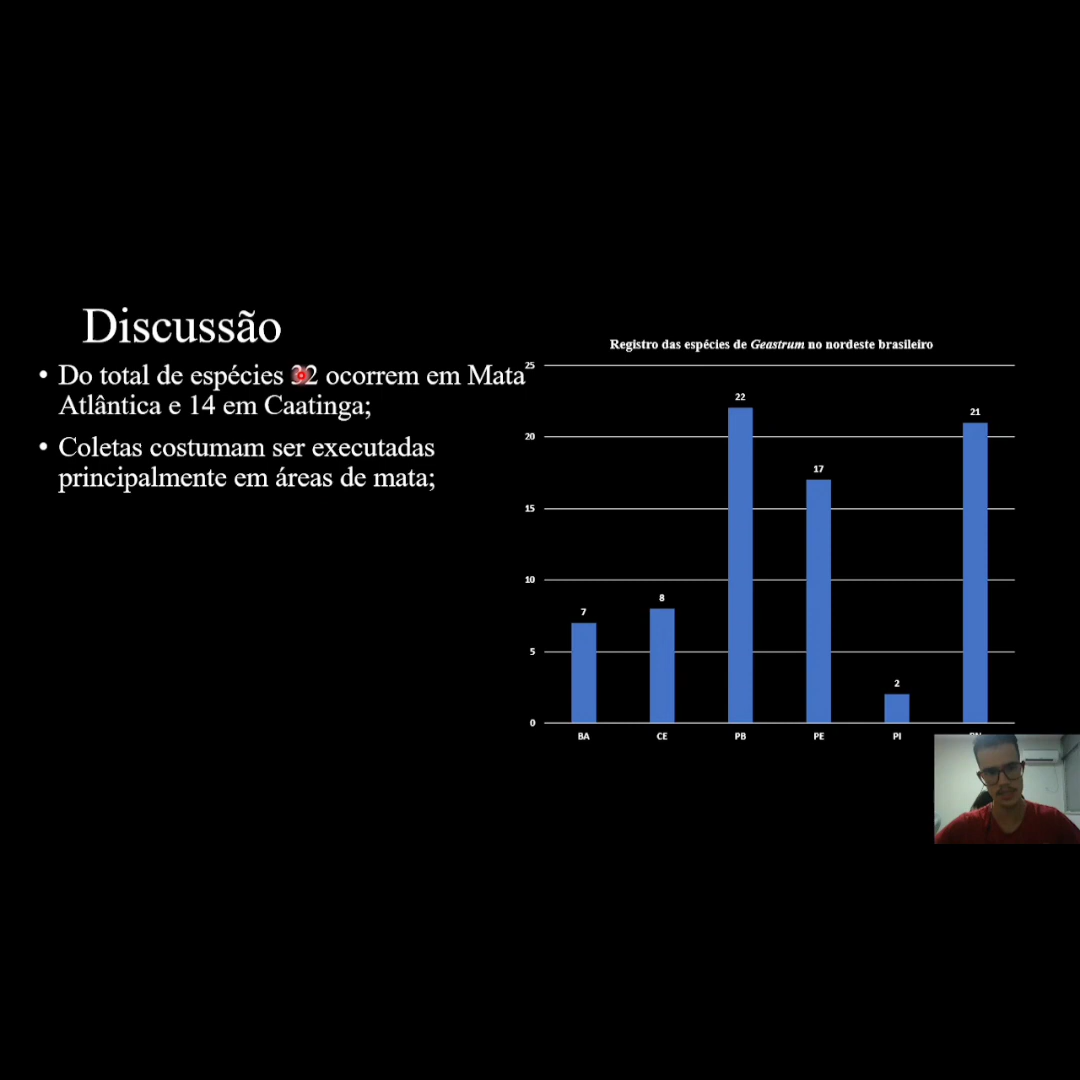 Discussão
• Do total de espécies 32 ocorrem em Mata
Atlântica e 14 em Caatinga;
• Coletas costumam ser executadas
principalmente em áreas de mata;
Registro das espécies de Geastrum no nordeste brasileiro
25
20
15
10
5
0
7
8
22
17
2
21
BA
CE
PB
PE
PI